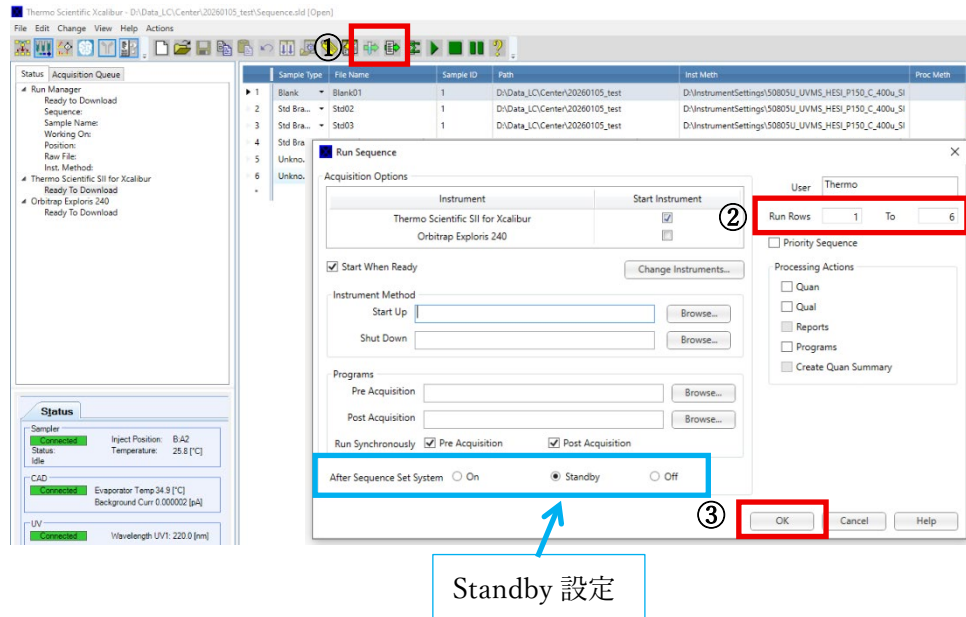 Thermo Scientific Xcalibur - D:\Data_LC\Center\20260105_test\Sequence.sld [Open]
File Edit Change View Help Actions
①
Status Acquisition Queue
Run Manager
Ready to Download
Sequence:
Sample Name:
Working On:
Position:
Raw File:
Inst. Method:
Thermo Scientific SII for Xcalibur
Ready To Download
Orbitrap Exploris 240
Ready To Download
Sample Type File Name Sample ID Path Inst Meth Proc Meth
1 Blank Blank01 1 D:\Data_LC\Center\20260105_test D:\InstrumentSettings\50805U_UVMS_HESI_P150_C_400u_SI
2 Std Bra... Std02 1 D:\Data_LC\Center\20260105_test D:\InstrumentSettings\50805U_UVMS_HESI_P150_C_400u_SI
3 Std Bra... Std03 1 D:\Data_LC\Center\20260105_test D:\InstrumentSettings\50805U_UVMS_HESI_P150_C_400u_SI
4 Std Bra
5 Unkno.
6 Unkno.
*
Run Sequence
Acquisition Options
Instrument Start Instrument
Thermo Scientific SII for Xcalibur
Orbitrap Exploris 240
Start When Ready Change Instruments...
Instrument Method
Start Up Browse...
Shut Down Browse...
Programs
Pre Acquisition Browse...
Post Acquisition Browse...
Run Synchronously Pre Acquisition Post Acquisition
After Sequence Set System On Standby Off
User Thermo
② Run Rows 1 To 6
Priority Sequence
Processing Actions
Quan
Qual
Reports
Programs
Create Quan Summary
③ OK Cancel Help
Status
Sampler
Connected Inject Position: B:A2
Status: Temperature: 25.8 [°C]
Idle
CAD
Connected Evaporator Temp 34.9 [°C]
Background Curr 0.000002 [pA]
UV
Connected Wavelength UV1: 220.0 [nm]
Standby 設定